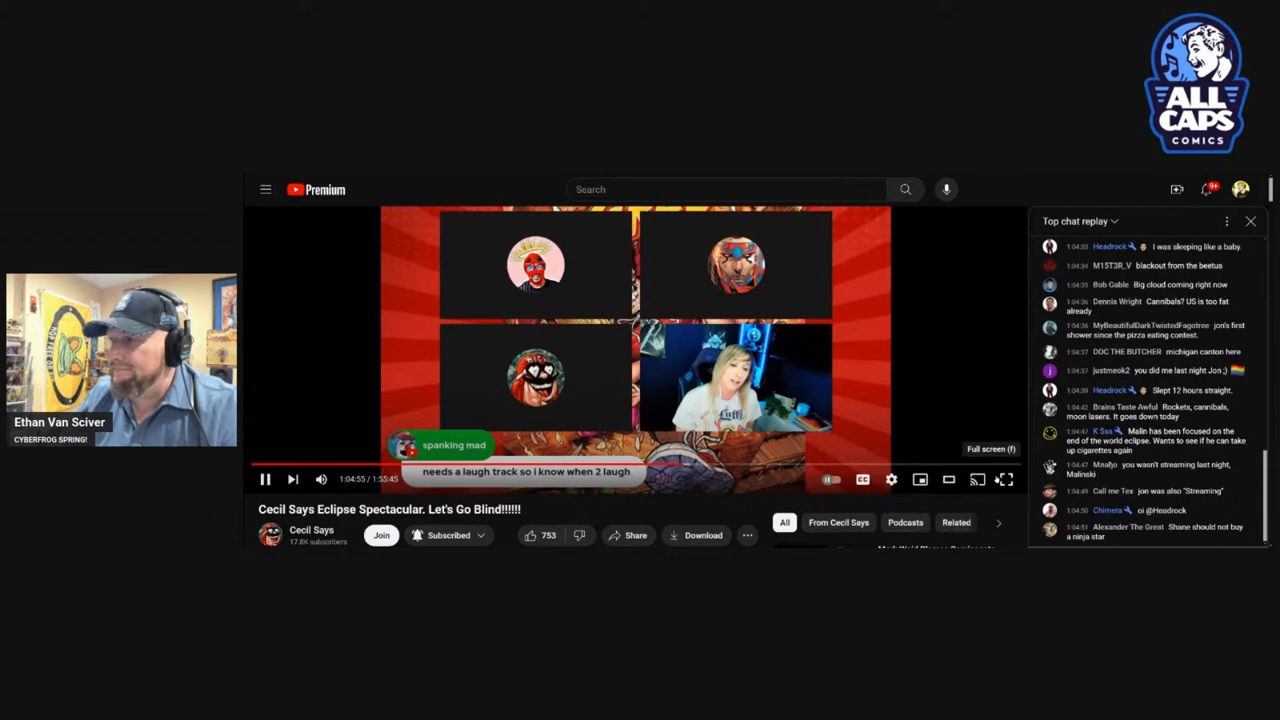 ALL
CAPS
COMICS
Premium
Search
9+
Top chat replay
1:04:33 Headrock I was sleeping like a baby.
1:04:34 M15T3R_V blackout from the beetus
1:04:35 Bob Gable Big cloud coming right now
1:04:36 Dennis Wright Cannibals? US is too fat
already
1:04:36 MyBeautifulDarkTwistedFagotree jon's first
shower since the pizza eating contest.
1:04:37 DOC THE BUTCHER michigan canton here
1:04:37 justmeok2 you did me last night Jon ;)
1:04:39 Headrock Slept 12 hours straight.
1:04:42 Brains Taste Awful Rockets, cannibals,
moon lasers. It goes down today
1:04:47 K Sss Malin has been focused on the
end of the world eclipse. Wants to see if he can take
up cigarettes again
1:04:47 you wasn't streaming last night,
Malinski
1:04:49 Call me Tex jon was also "Streaming"
1:04:50 Chimera oi @Headrock
1:04:51 Alexander The Great Shane should not buy
a ninja star
Ethan Van Sciver
CYBERFROG SPRING!
spanking mad
needs a laugh track so i know when 2 laugh
Full screen (f)
1:04:55 / 1:55:45
CC
Cecil Says Eclipse Spectacular. Let's Go Blind!!!!!!
Cecil Says
17.8K subscribers
Join
Subscribed
753
Share
Download
All
From Cecil Says
Podcasts
Related